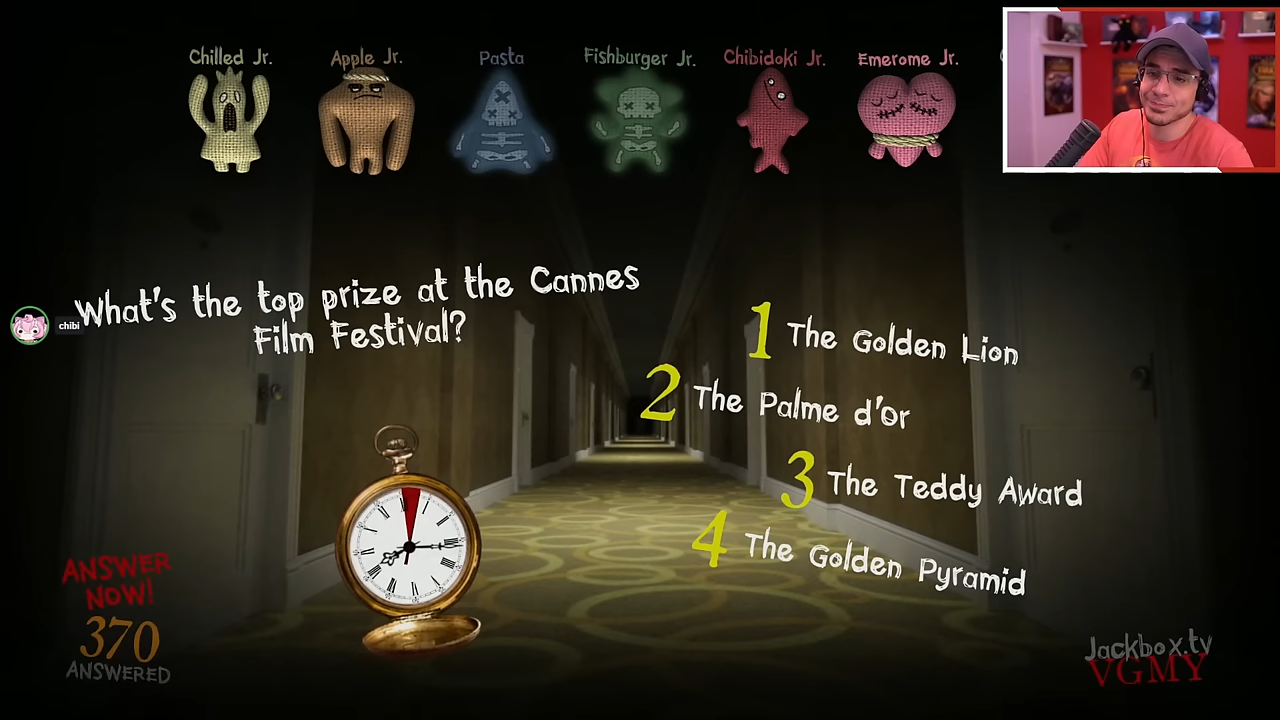 Chilled Jr.
Apple Jr.
Pasta
Fishburger Jr.
Chibidoki Jr.
Emerome Jr.
chibi
What's the top prize at the Cannes
Film Festival?
1 The Golden Lion
2 The Palme d'or
3 The Teddy Award
4 The Golden Pyramid
ANSWER
NOW!
370
ANSWERED
Jackbox.tv
VGMY